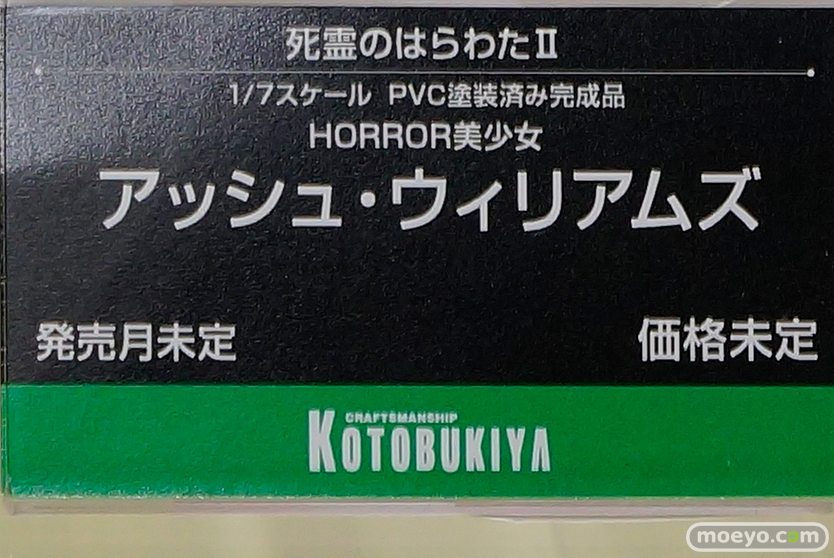 死霊のはらわたⅡ
1/7スケール PVC塗装済み完成品
HORROR美少女
アッシュ・ウィリアムズ
発売月未定
価格未定
CRAFTSMANSHIP
KOTOBUKIYA
moeyo.com